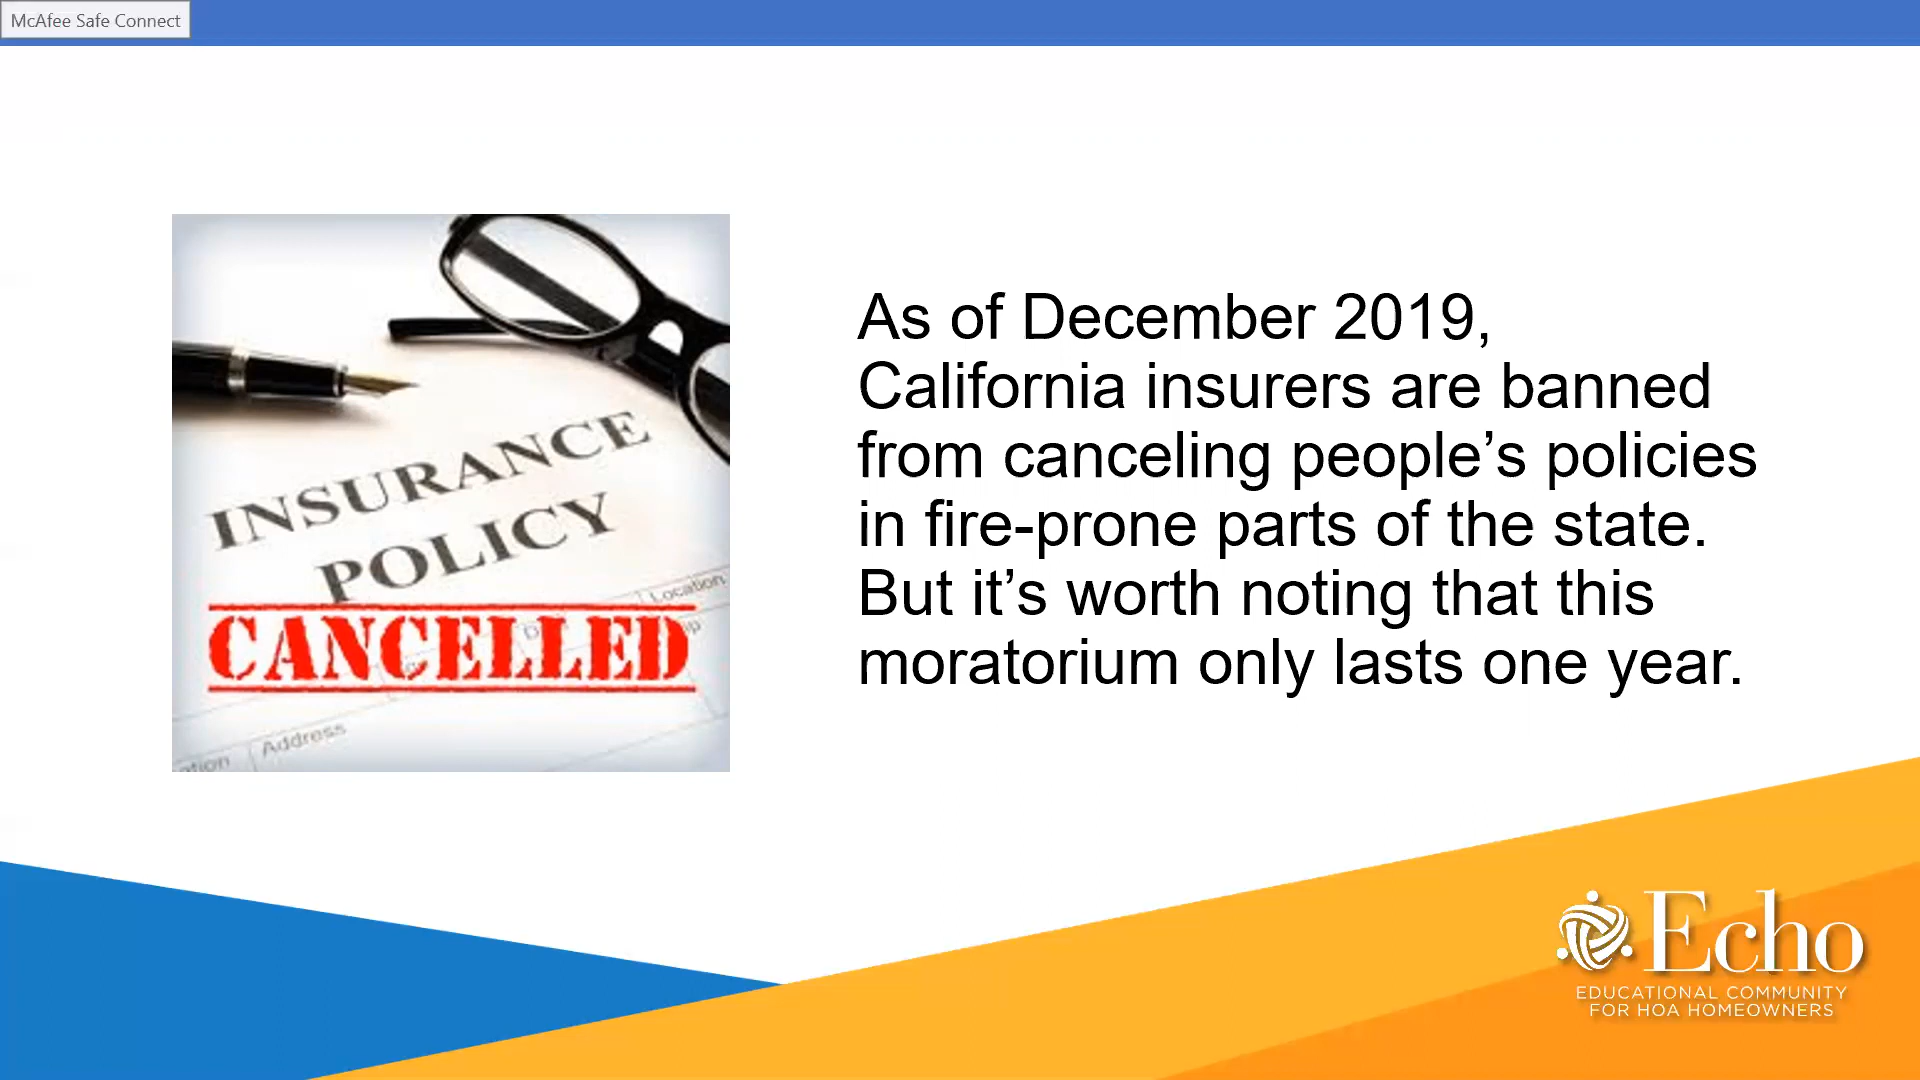 McAfee Safe Connect
INSURANCE
POLICY
Location
CANCELLED
Address
As of December 2019,
California insurers are banned
from canceling people’s policies
in fire-prone parts of the state.
But it’s worth noting that this
moratorium only lasts one year.
Echo
EDUCATIONAL COMMUNITY
FOR HOA HOMEOWNERS